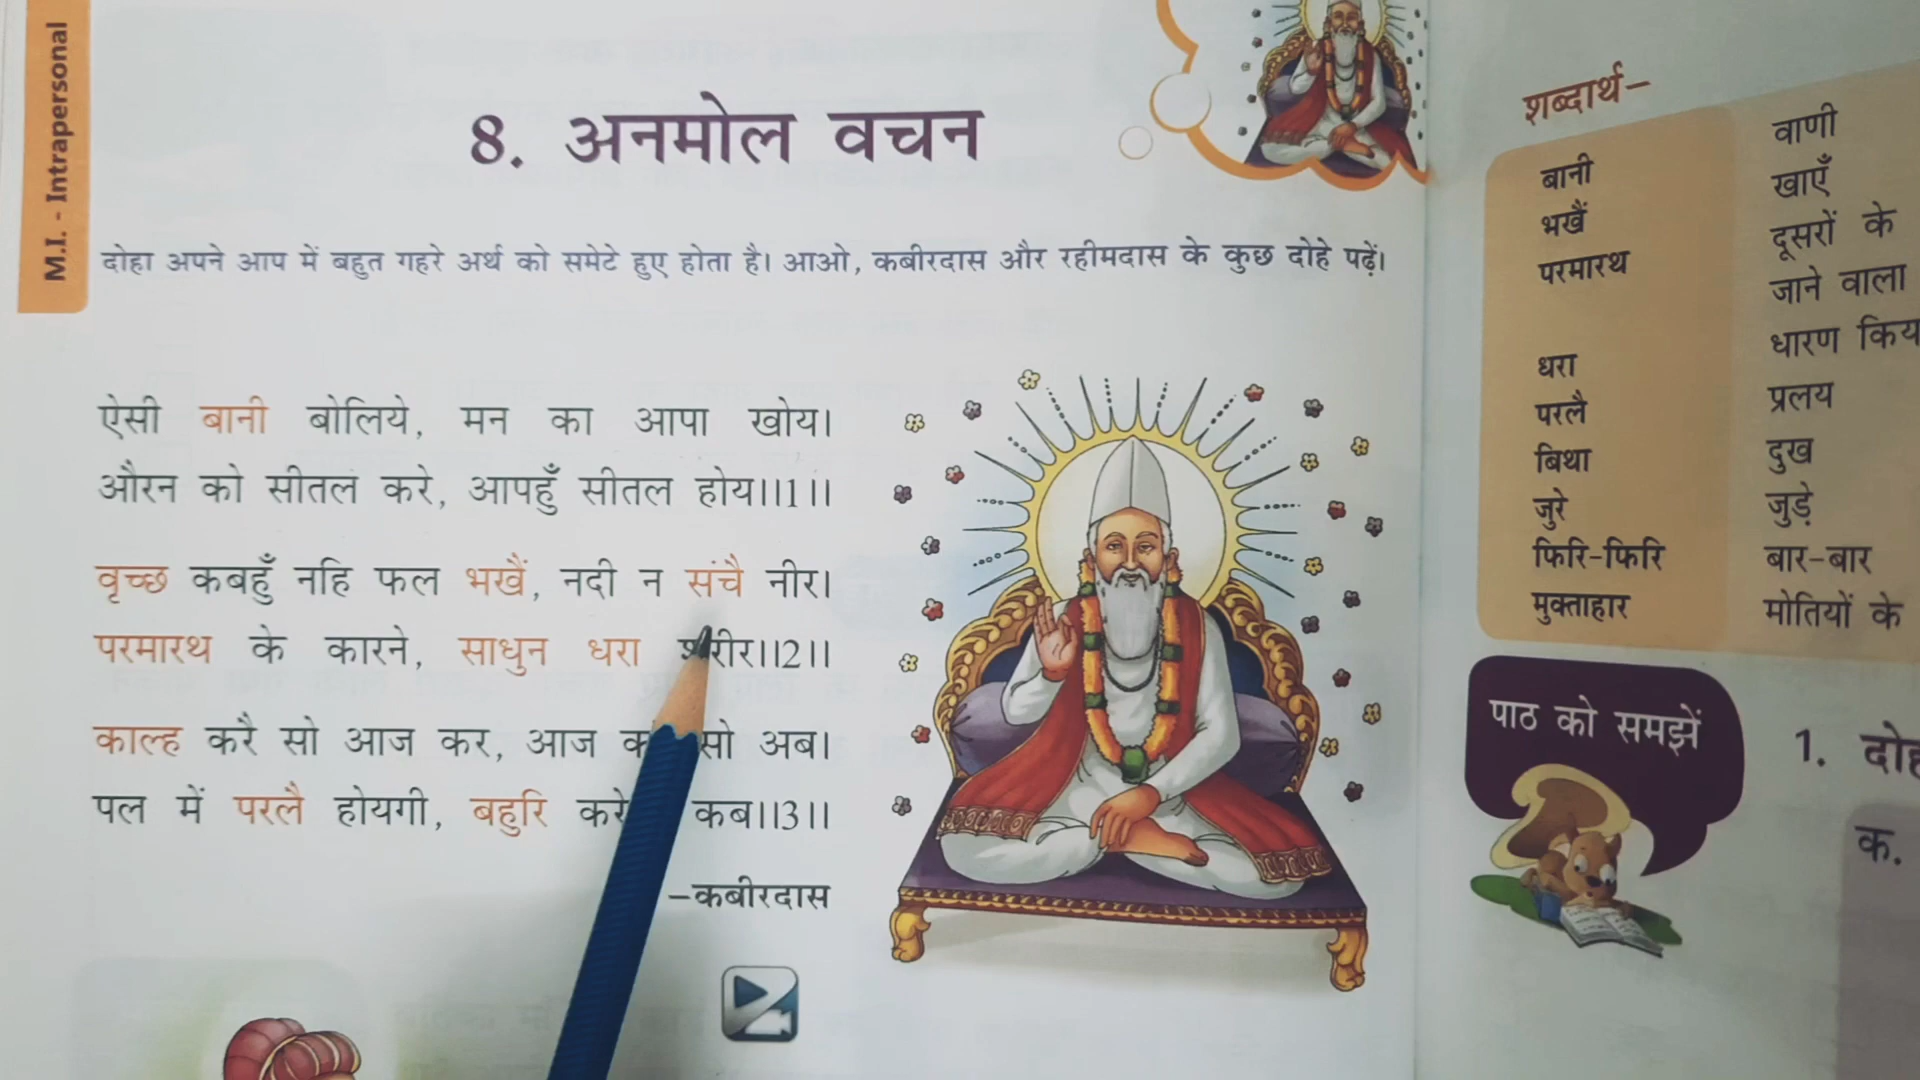 M.I. - Intrapersonal
8. अनमोल वचन
दोहा अपने आप में बहुत गहरे अर्थ को समेटे हुए होता है। आओ, कबीरदास और रहीमदास के कुछ दोहे पढ़ें।
ऐसी बानी बोलिये, मन का आपा खोय।
औरन को सीतल करे, आपहुँ सीतल होय।।1।।
वृच्छ कबहुँ नहि फल भखैं, नदी न संचै नीर।
परमारथ के कारने, साधुन धरा शरीर।।2।।
काल्ह करै सो आज कर, आज सो अब।
पल में परलै होयगी, बहुरि करे कब।।3।।
–कबीरदास
शब्दार्थ–
बानी वाणी
भखैं खाएँ
परमारथ दूसरों के
जाने वाला
धरा धारण किय
परलै प्रलय
बिथा दुख
जुरे जुड़े
फिरि-फिरि बार-बार
मुक्ताहार मोतियों के
पाठ को समझें
1. दोह
क.